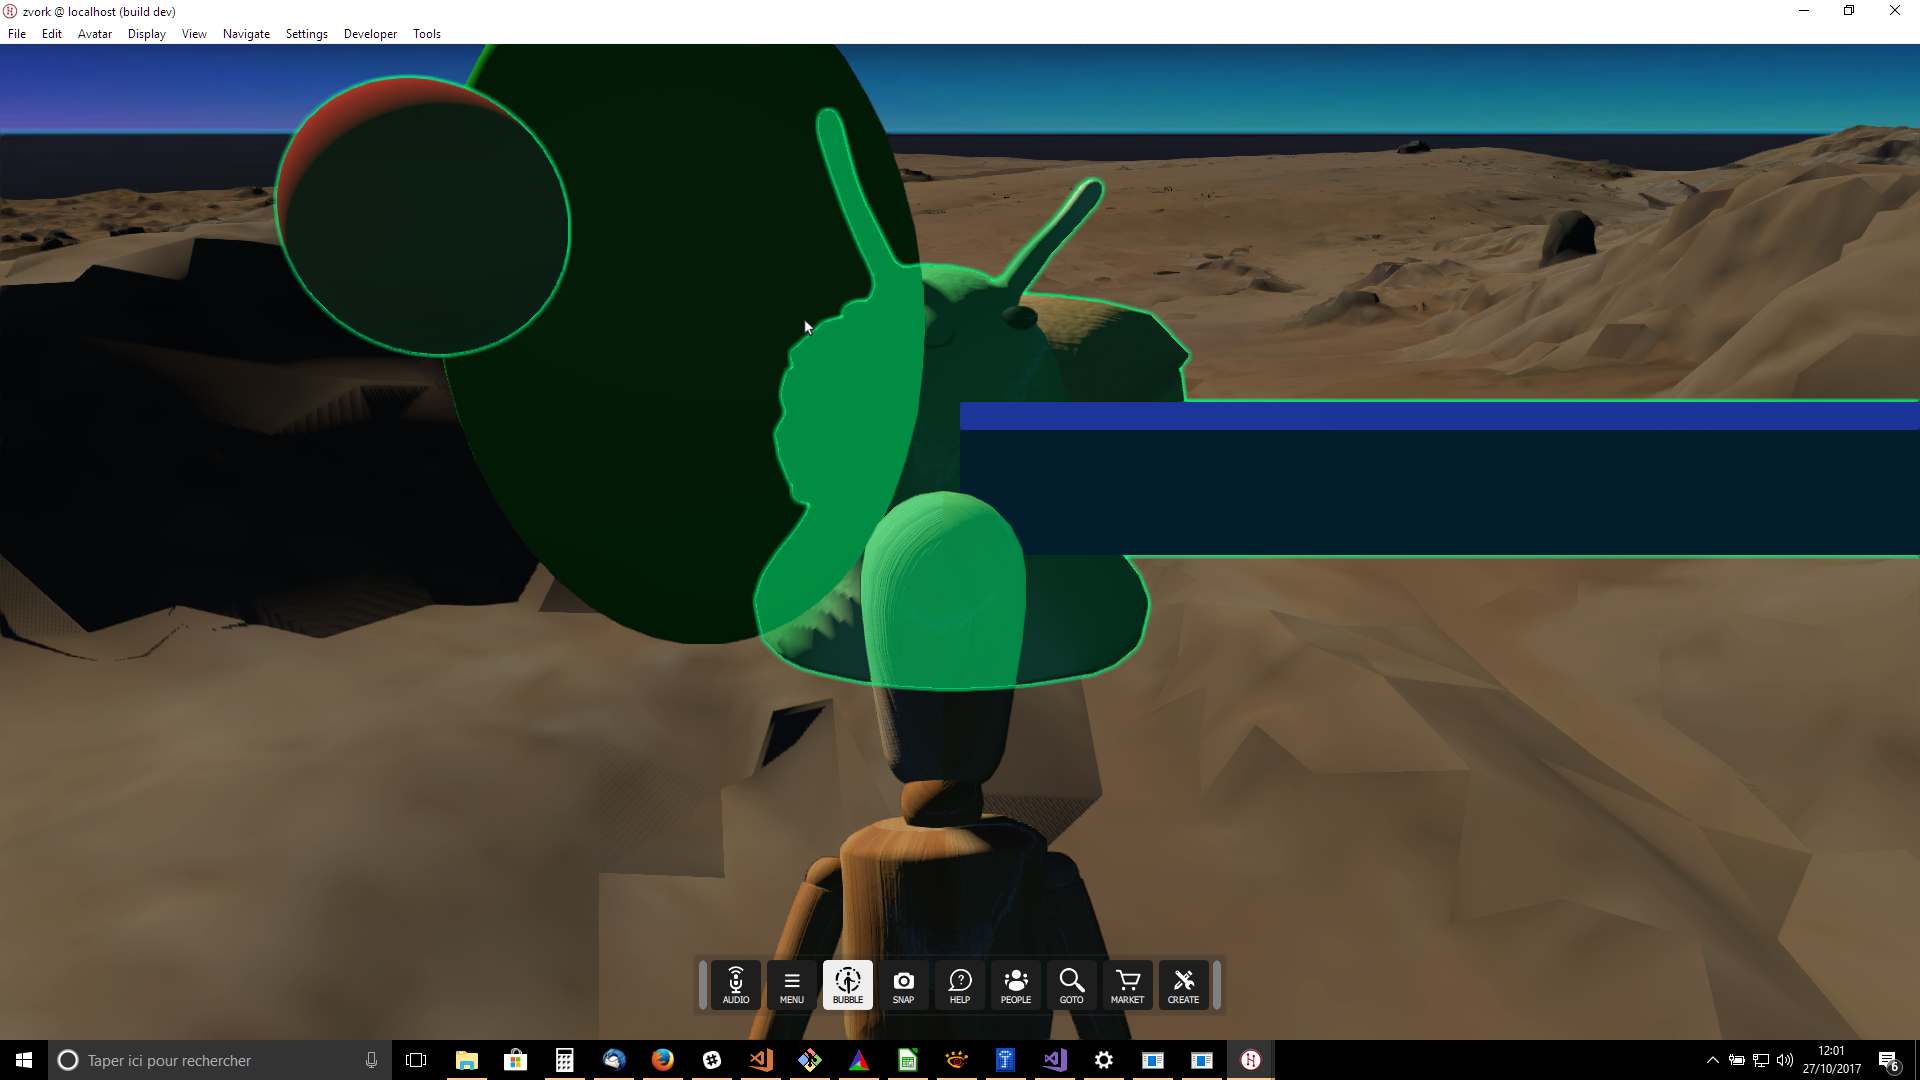 zvork @ localhost (build dev)
File Edit Avatar Display View Navigate Settings Developer Tools
AUDIO MENU BUBBLE SNAP HELP PEOPLE GOTO MARKET CREATE
Taper ici pour rechercher
12:01
27/10/2017
6